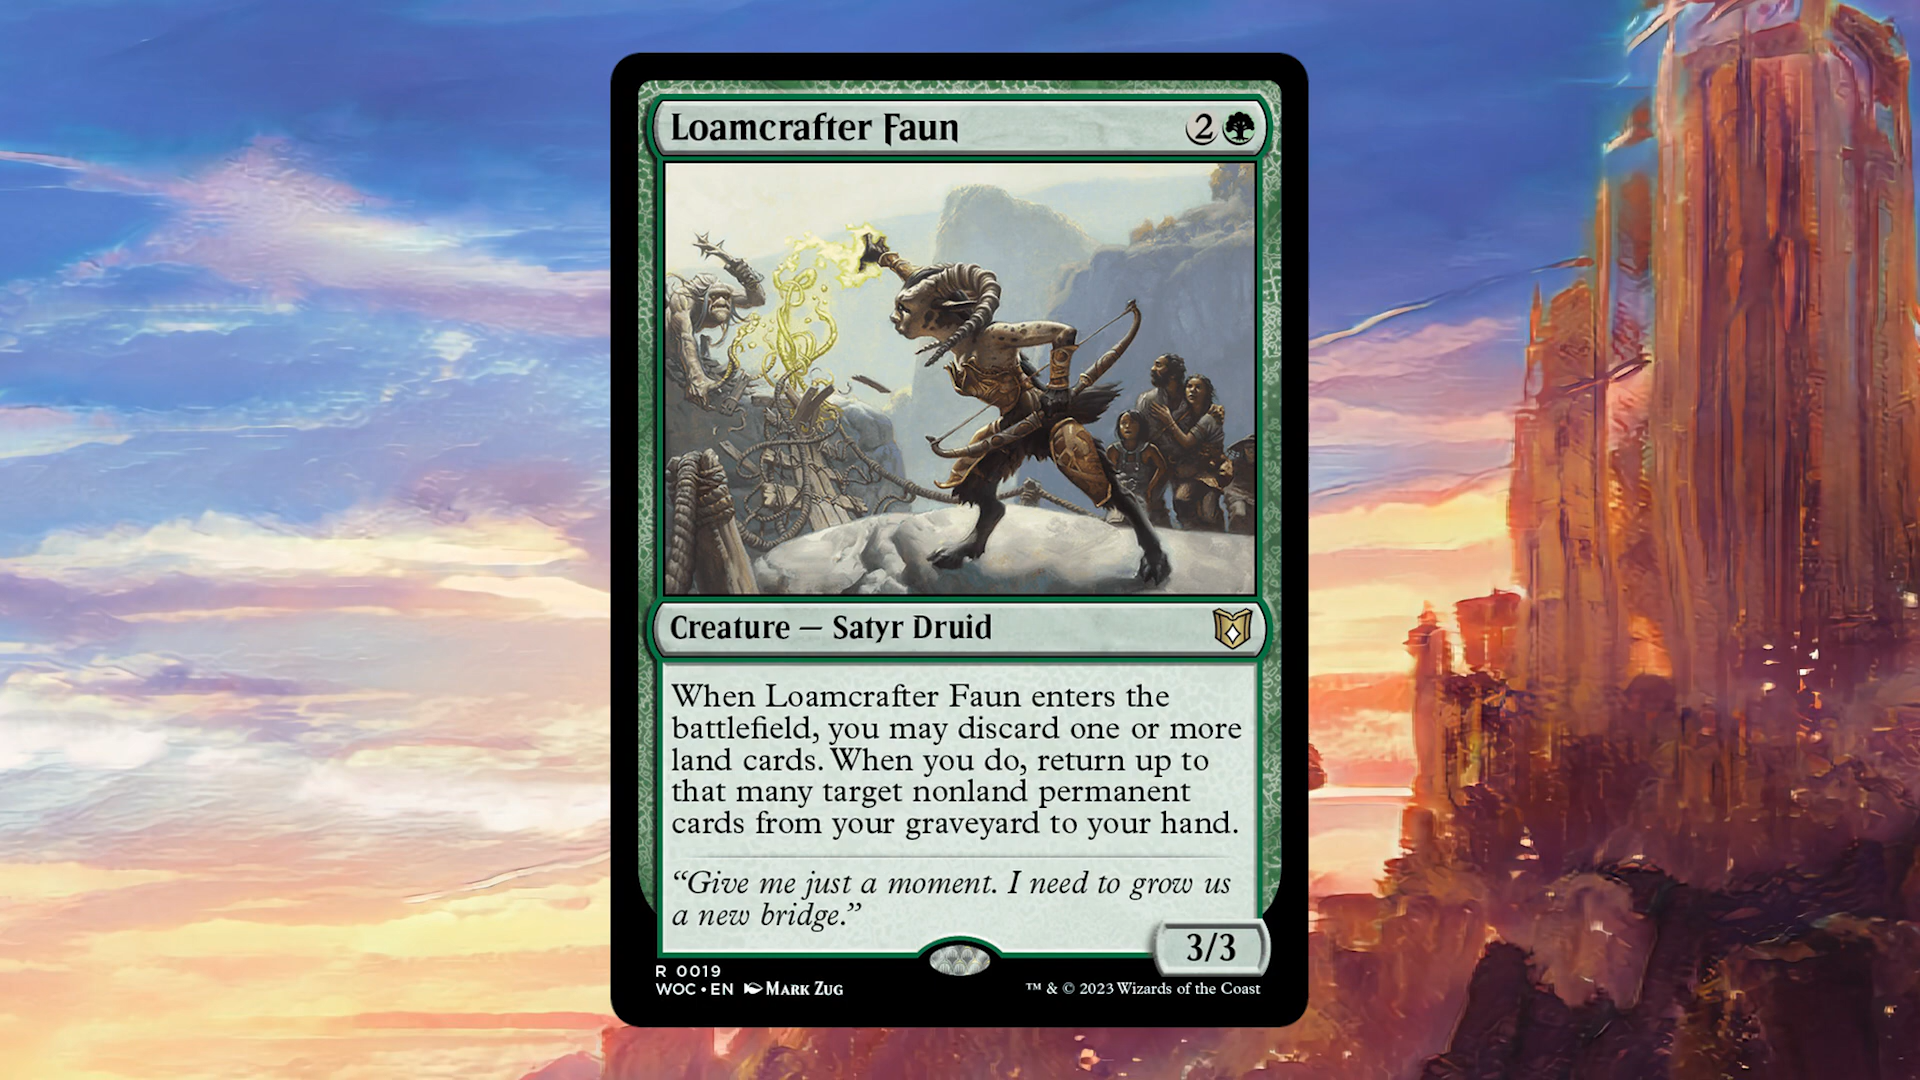 Loamcrafter Faun 2
Creature — Satyr Druid
When Loamcrafter Faun enters the
battlefield, you may discard one or more
land cards. When you do, return up to
that many target nonland permanent
cards from your graveyard to your hand.
“Give me just a moment. I need to grow us
a new bridge.”
3/3
R 0019
WOC • EN Mark Zug
™ & © 2023 Wizards of the Coast